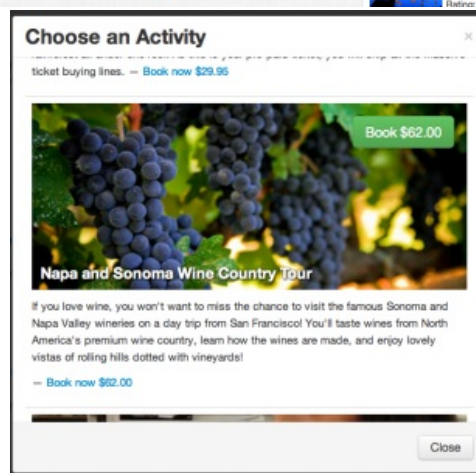 Rating:
Choose an Activity
×
ticket buying lines. — Book now $29.95
Book $62.00
Napa and Sonoma Wine Country Tour
If you love wine, you won't want to miss the chance to visit the famous Sonoma and
Napa Valley wineries on a day trip from San Francisco! You'll taste wines from North
America's premium wine country, learn how the wines are made, and enjoy lovely
vistas of rolling hills dotted with vineyards!
— Book now $62.00
Close